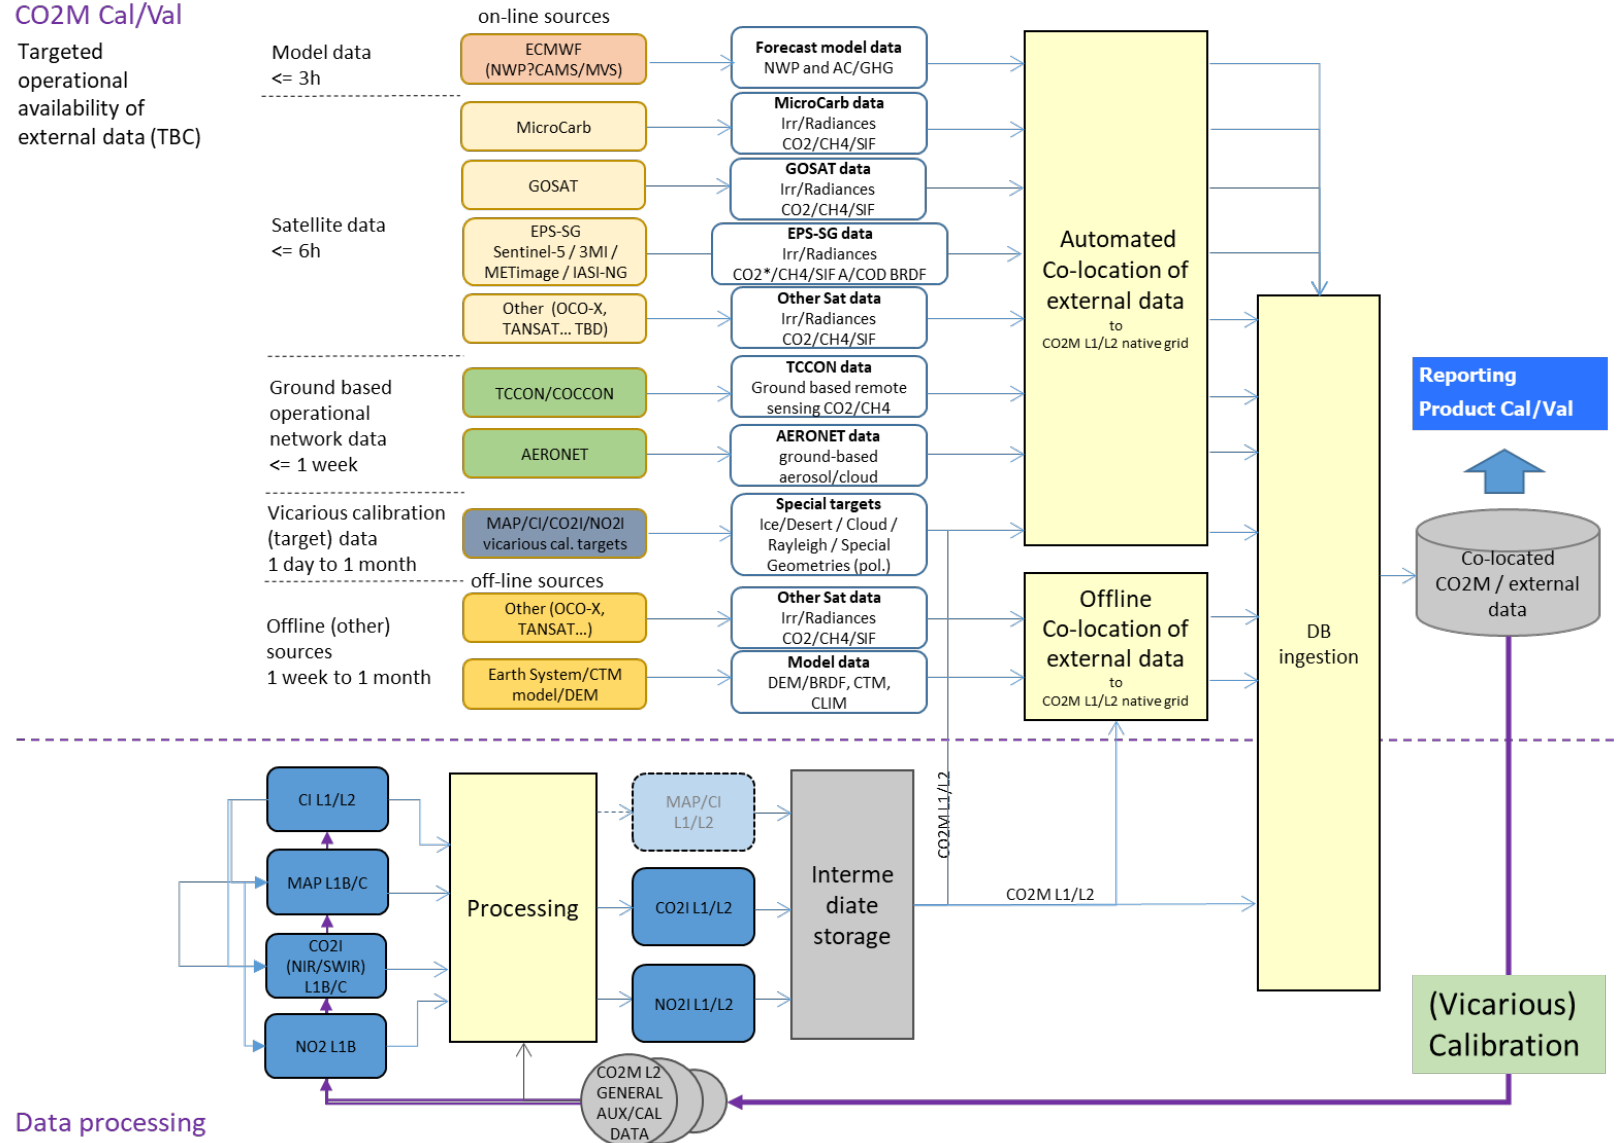 CO2M Cal/Val
Targeted
operational
availability of
external data (TBC)
on-line sources
Model data
<= 3h
ECMWF
(NWP?CAMS/MVS)
Forecast model data
NWP and AC/GHG
Satellite data
<= 6h
MicroCarb
MicroCarb data
Irr/Radiances
CO2/CH4/SIF
GOSAT
GOSAT data
Irr/Radiances
CO2/CH4/SIF
EPS-SG
Sentinel-5 / 3MI /
METimage / IASI-NG
EPS-SG data
Irr/Radiances
CO2*/CH4/SIF A/COD BRDF
Other (OCO-X,
TANSAT... TBD)
Other Sat data
Irr/Radiances
CO2/CH4/SIF
Ground based
operational
network data
<= 1 week
TCCON/COCCON
TCCON data
Ground based remote
sensing CO2/CH4
AERONET
AERONET data
ground-based
aerosol/cloud
Vicarious calibration
(target) data
1 day to 1 month
MAP/CI/CO2I/NO2I
vicarious cal. targets
Special targets
Ice/Desert / Cloud /
Rayleigh / Special
Geometries (pol.)
off-line sources
Offline (other)
sources
1 week to 1 month
Other (OCO-X,
TANSAT...)
Other Sat data
Irr/Radiances
CO2/CH4/SIF
Earth System/CTM
model/DEM
Model data
DEM/BRDF, CTM,
CLIM
Automated
Co-location of
external data
to
CO2M L1/L2 native grid
Offline
Co-location of
external data
to
CO2M L1/L2 native grid
DB
ingestion
Reporting
Product Cal/Val
Co-located
CO2M / external
data
CI L1/L2
MAP L1B/C
CO2I
(NIR/SWIR)
L1B/C
NO2 L1B
Processing
MAP/CI
L1/L2
CO2I L1/L2
NO2I L1/L2
Interme
diate
storage
CO2M L1/L2
CO2M L1/L2
(Vicarious)
Calibration
CO2M L2
GENERAL
AUX/CAL
DATA
Data processing